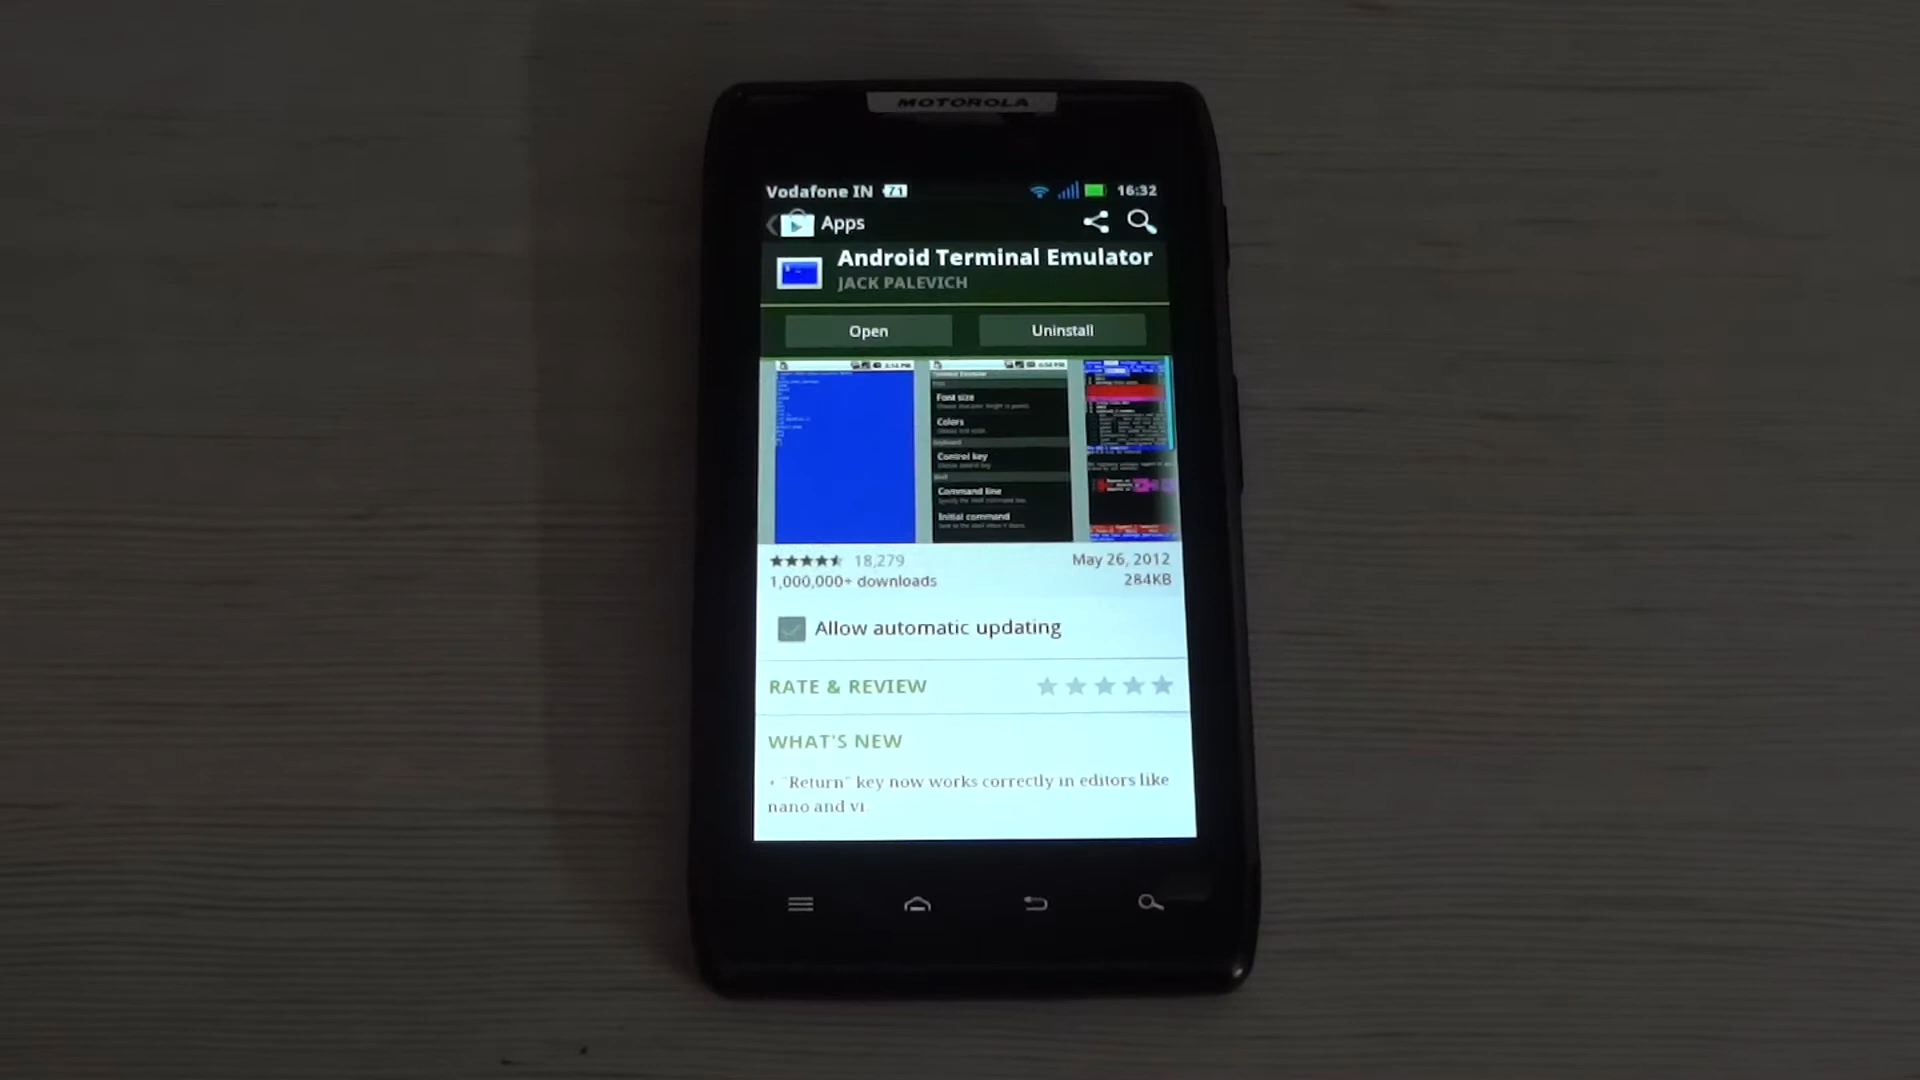 MOTOROLA
Vodafone IN 71 16:32
Apps
Android Terminal Emulator
JACK PALEVICH
Open Uninstall
Font size
Colors
Control key
Command line
Initial command
18,279 May 26, 2012
1,000,000+ downloads 284KB
Allow automatic updating
RATE & REVIEW
WHAT'S NEW
• "Return" key now works correctly in editors like
nano and vi.